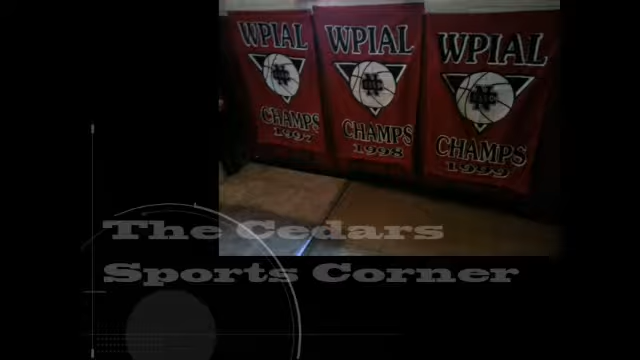 WPIAL
CHAMPS
1997
WPIAL
N
CHAMPS
1998
WPIAL
CHAMPS
1999
The Cedars
Sports Corner